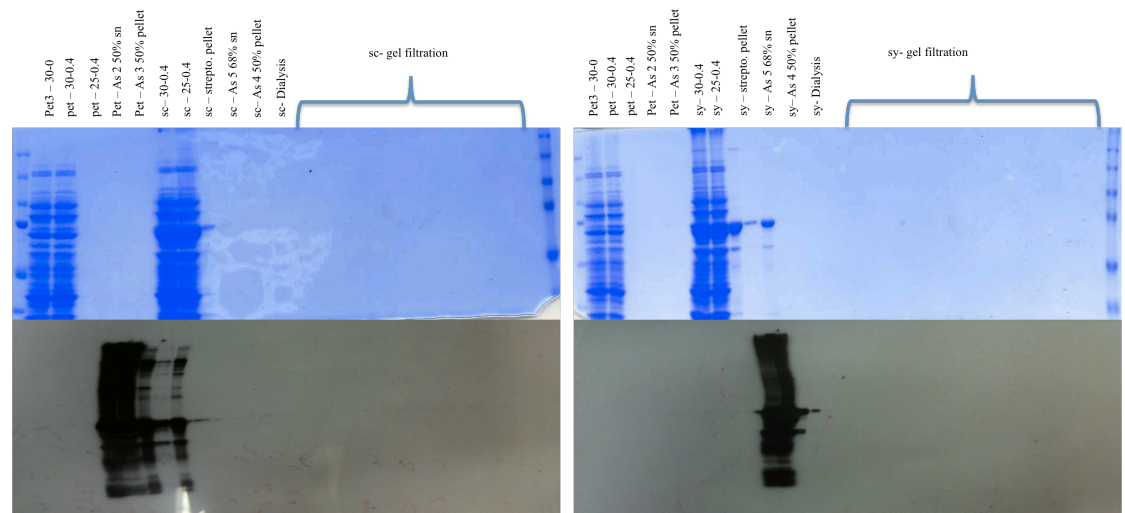 Pet3 – 30-0
pet – 30-0.4
pet – 25-0.4
Pet – As 2 50% sn
Pet – As 3 50% pellet
sc– 30-0.4
sc – 25-0.4
sc – strepto. pellet
sc – As 5 68% sn
sc– As 4 50% pellet
sc- Dialysis
sc- gel filtration
Pet3 – 30-0
pet – 30-0.4
pet – 25-0.4
Pet – As 2 50% sn
Pet – As 3 50% pellet
sy– 30-0.4
sy – 25-0.4
sy – strepto. pellet
sy – As 5 68% sn
sy– As 4 50% pellet
sy- Dialysis
sy- gel filtration